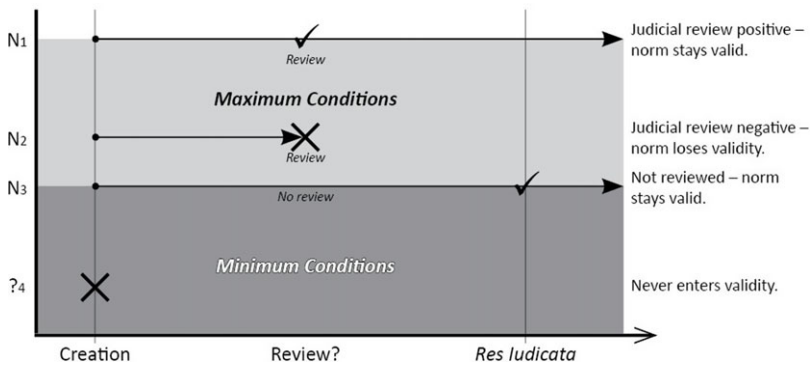 N1
Judicial review positive –
norm stays valid.
Review
Maximum Conditions
N2
Judicial review negative –
norm loses validity.
Review
N3
Not reviewed – norm
stays valid.
No review
Minimum Conditions
?4
Never enters validity.
Creation
Review?
Res Iudicata